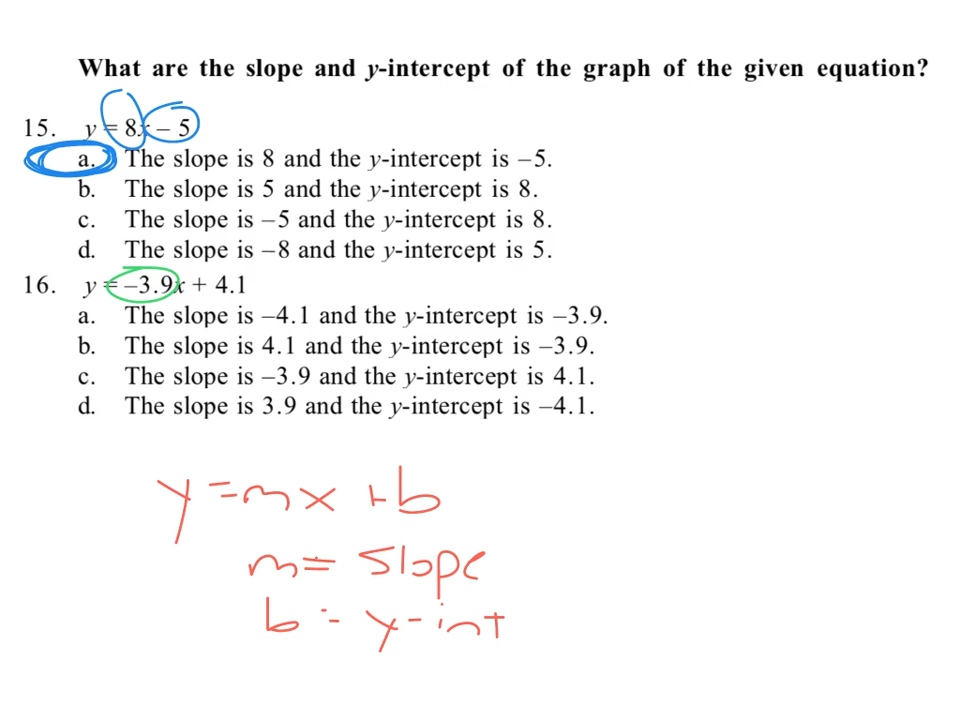 What are the slope and y-intercept of the graph of the given equation?
15. y = 8x – 5
a. The slope is 8 and the y-intercept is –5.
b. The slope is 5 and the y-intercept is 8.
c. The slope is –5 and the y-intercept is 8.
d. The slope is –8 and the y-intercept is 5.
16. y = –3.9x + 4.1
a. The slope is –4.1 and the y-intercept is –3.9.
b. The slope is 4.1 and the y-intercept is –3.9.
c. The slope is –3.9 and the y-intercept is 4.1.
d. The slope is 3.9 and the y-intercept is –4.1.
y = mx + b
m = slope
b = y-int